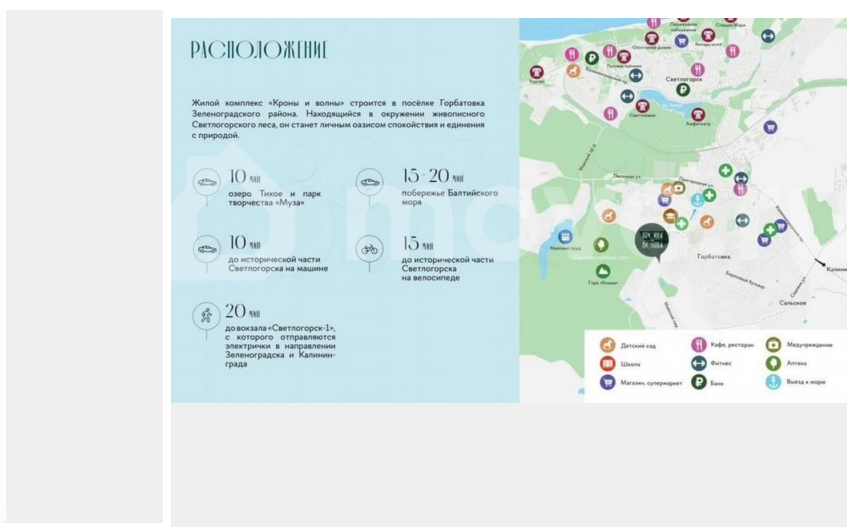 РАСПОЛОЖЕНИЕ
Жилой комплекс «Кроны и волны» строится в посёлке Горбатовка
Зеленоградского района. Находящийся в окружении живописного
Светлогорского леса, он станет личным оазисом спокойствия и единения
с природой.
10 мин
озеро Тихое и парк
творчества «Муза»
15-20 мин
побережье Балтийского
моря
10 мин
до исторической части
Светлогорска на машине
15 мин
до исторической части
Светлогорска
на велосипеде
20 мин
до вокзала «Светлогорск-1»,
с которого отправляются
электрички в направлении
Зеленоградска и Калинин-
града
Светлогорск
Горбатовка
Сальское
Детский сад
Школа
Магазин, супермаркет
Кафе, ресторан
Фитнес
Банк
Медучреждение
Аптека
Выезд к морю